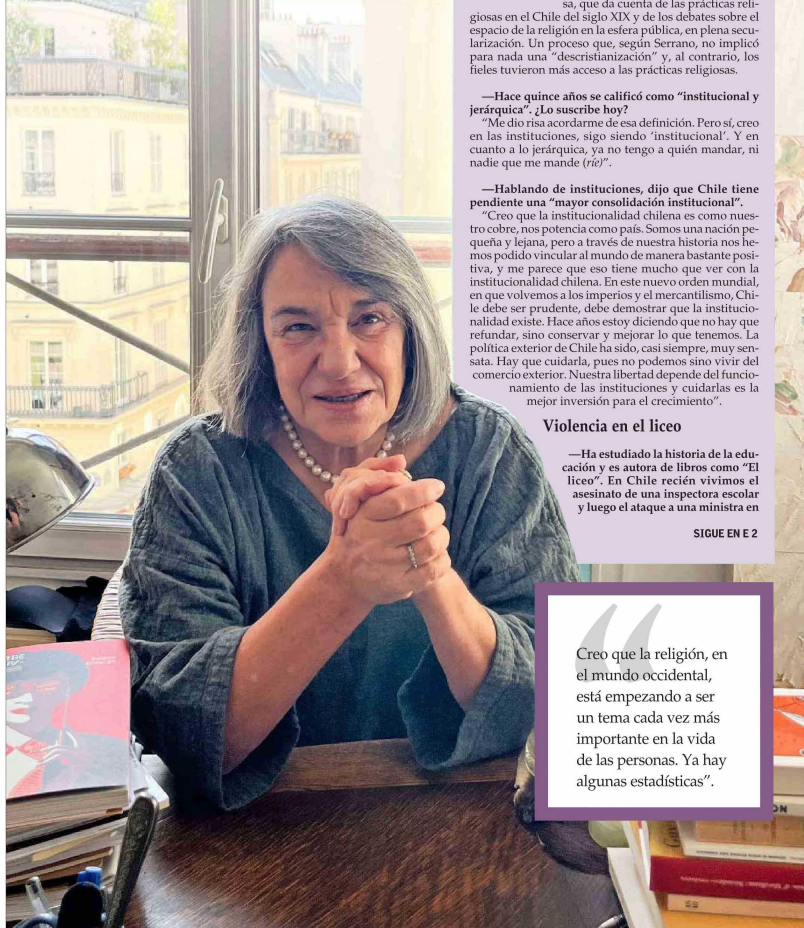 sa, que da cuenta de las prácticas reli-
giosas en el Chile del siglo XIX y de los debates sobre el
espacio de la religión en la esfera pública, en plena secu-
larización. Un proceso que, según Serrano, no implicó
para nada una “descristianización” y, al contrario, los
fieles tuvieron más acceso a las prácticas religiosas.
—Hace quince años se calificó como “institucional y
jerárquica”. ¿Lo suscribe hoy?
“Me dio risa acordarme de esa definición. Pero sí, creo
en las instituciones, sigo siendo ‘institucional’. Y en
cuanto a lo jerárquica, ya no tengo a quién mandar, ni
nadie que me mande (ríe)”.
—Hablando de instituciones, dijo que Chile tiene
pendiente una “mayor consolidación institucional”.
“Creo que la institucionalidad chilena es como nues-
tro cobre, nos potencia como país. Somos una nación pe-
queña y lejana, pero a través de nuestra historia nos he-
mos podido vincular al mundo de manera bastante posi-
tiva, y me parece que eso tiene mucho que ver con la
institucionalidad chilena. En este nuevo orden mundial,
en que volvemos a los imperios y el mercantilismo, Chi-
le debe ser prudente, debe demostrar que la institucio-
nalidad existe. Hace años estoy diciendo que no hay que
refundar, sino conservar y mejorar lo que tenemos. La
política exterior de Chile ha sido, casi siempre, muy sen-
sata. Hay que cuidarla, pues no podemos sino vivir del
comercio exterior. Nuestra libertad depende del funcio-
namiento de las instituciones y cuidarlas es la
mejor inversión para el crecimiento”.
Violencia en el liceo
—Ha estudiado la historia de la edu-
cación y es autora de libros como “El
liceo”. En Chile recién vivimos el
asesinato de una inspectora escolar
y luego el ataque a una ministra en
SIGUE EN E 2
“
Creo que la religión, en
el mundo occidental,
está empezando a ser
un tema cada vez más
importante en la vida
de las personas. Ya hay
algunas estadísticas”.